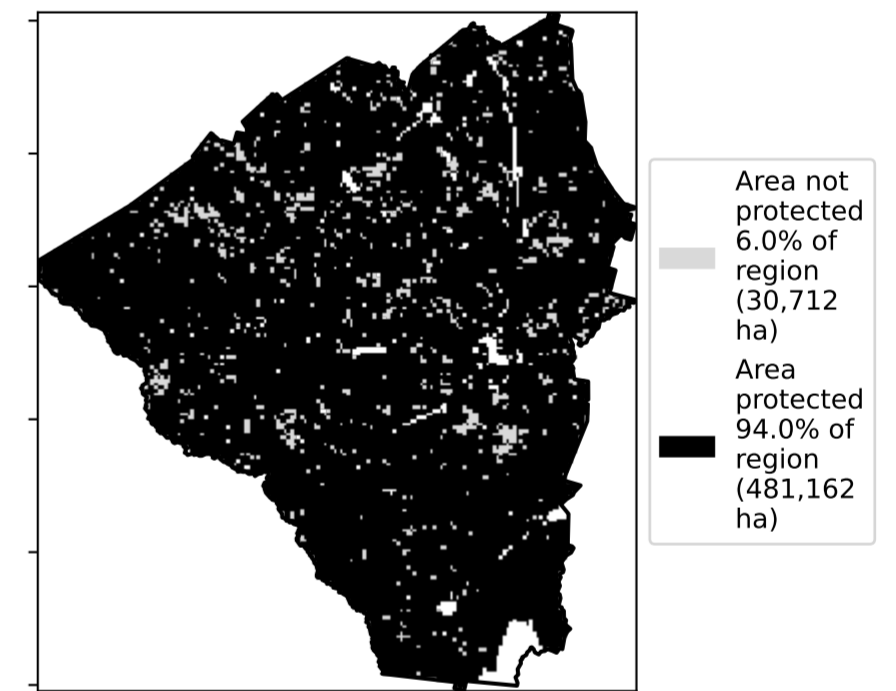 Area not
protected
6.0% of
region
(30,712
ha)
Area
protected
94.0% of
region
(481,162
ha)